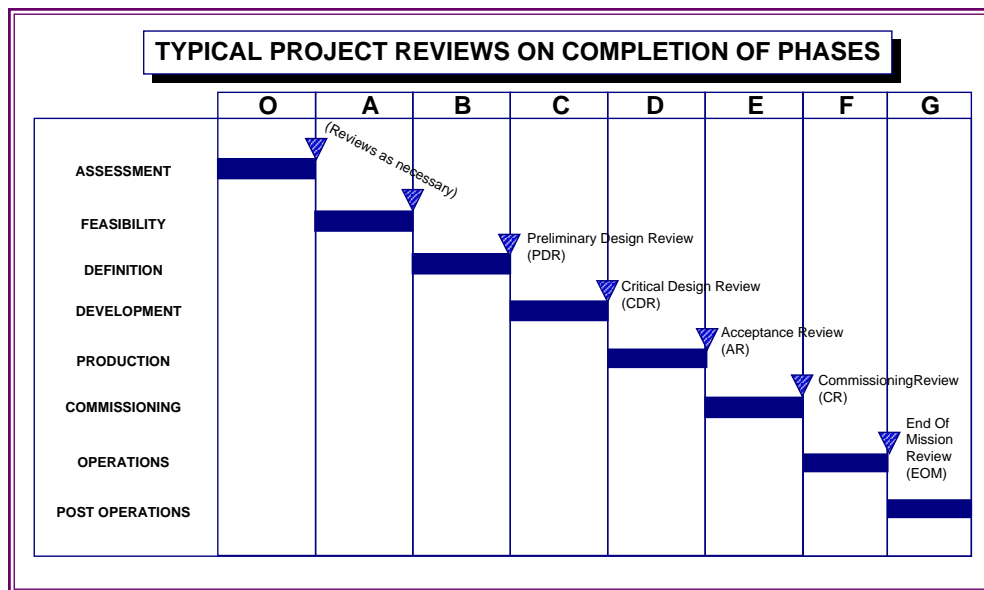 TYPICAL PROJECT REVIEWS ON COMPLETION OF PHASES
O A B C D E F G
(Reviews as necessary)
ASSESSMENT
FEASIBILITY
Preliminary Design Review
(PDR)
DEFINITION
Critical Design Review
(CDR)
DEVELOPMENT
Acceptance Review
(AR)
PRODUCTION
CommissioningReview
(CR)
COMMISSIONING
End Of
Mission
Review
(EOM)
OPERATIONS
POST OPERATIONS